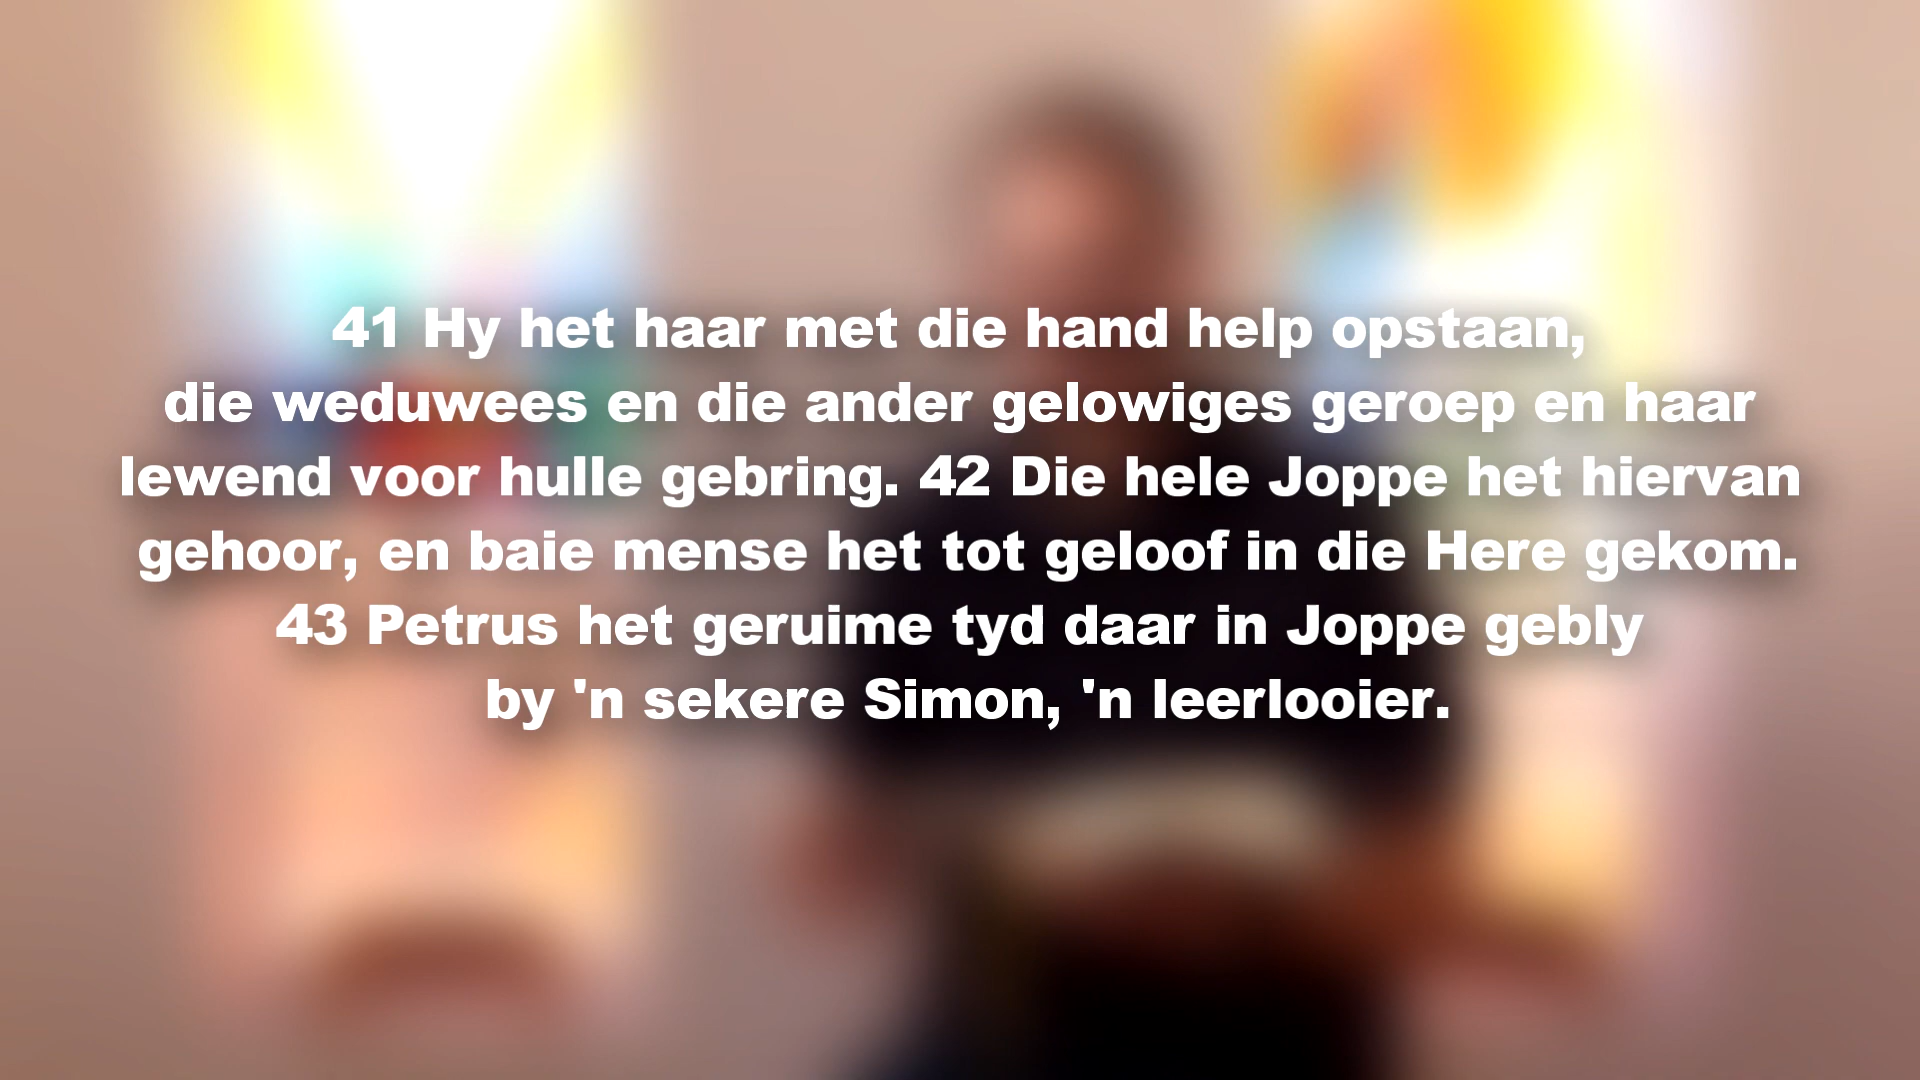 41 Hy het haar met die hand help opstaan,
die weduwees en die ander gelowiges geroep en haar
lewend voor hulle gebring. 42 Die hele Joppe het hiervan
gehoor, en baie mense het tot geloof in die Here gekom.
43 Petrus het geruime tyd daar in Joppe gebly
by 'n sekere Simon, 'n leerlooier.